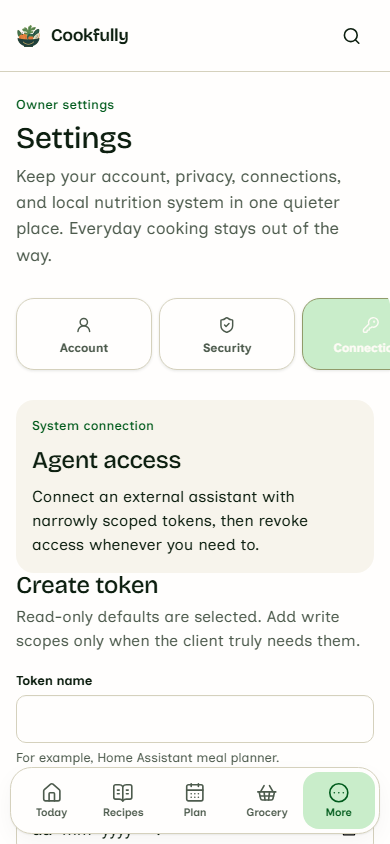 Cookfully
Owner settings
Settings
Keep your account, privacy, connections,
and local nutrition system in one quieter
place. Everyday cooking stays out of the
way.
Account
Security
Connectio
System connection
Agent access
Connect an external assistant with
narrowly scoped tokens, then revoke
access whenever you need to.
Create token
Read-only defaults are selected. Add write
scopes only when the client truly needs them.
Token name
For example, Home Assistant meal planner.
Today
Recipes
Plan
Grocery
More